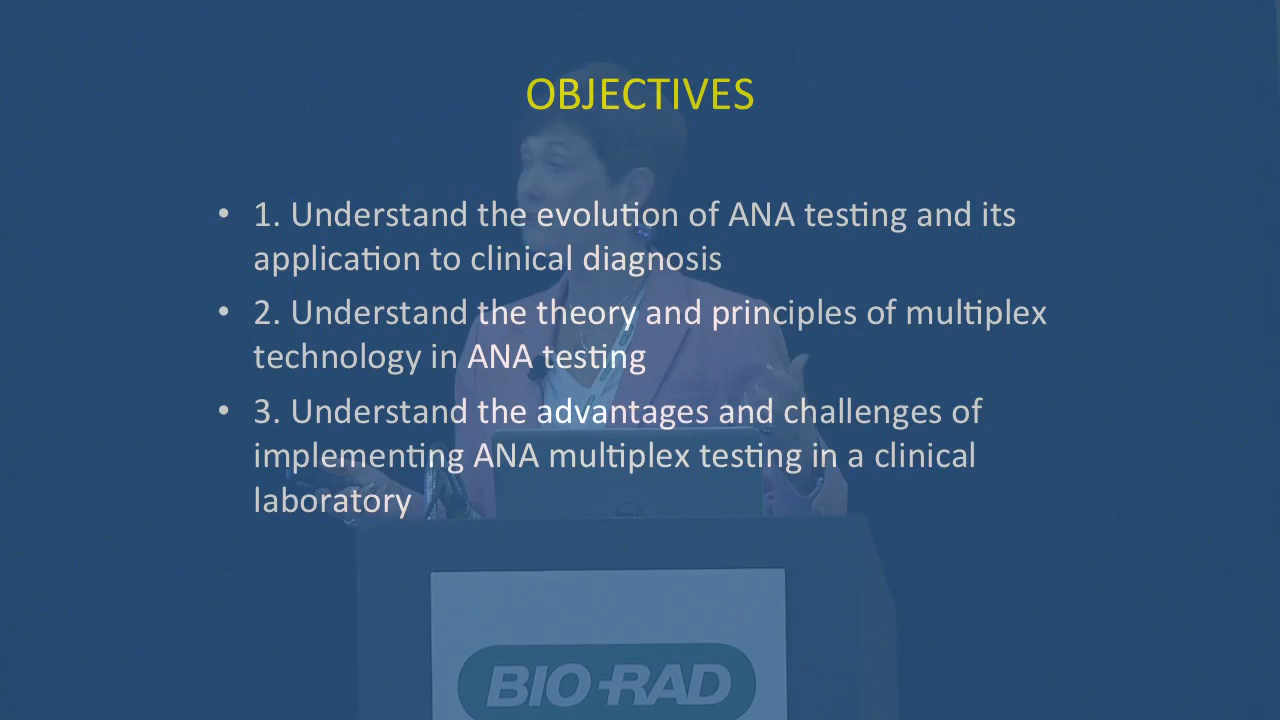 OBJECTIVES
• 1. Understand the evolution of ANA testing and its
application to clinical diagnosis
• 2. Understand the theory and principles of multiplex
technology in ANA testing
• 3. Understand the advantages and challenges of
implementing ANA multiplex testing in a clinical
laboratory
BIO-RAD